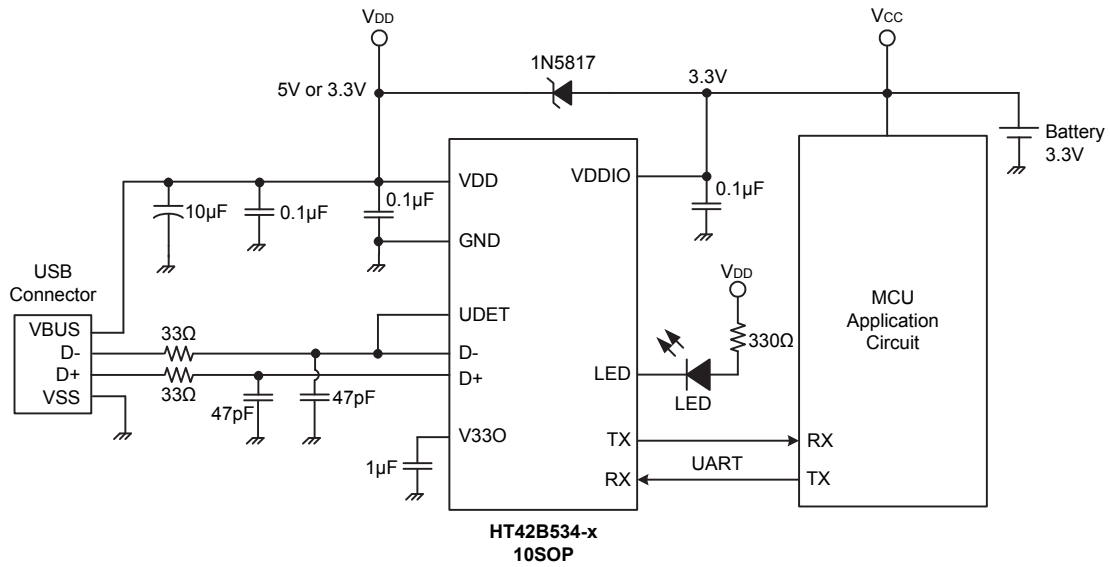 VDD
VCC
1N5817
5V or 3.3V
3.3V
Battery
3.3V
VDD
VDDIO
10µF
0.1µF
0.1µF
0.1µF
GND
USB
Connector
VDD
MCU
Application
Circuit
UDET
VBUS
33Ω
330Ω
D-
D-
D+
D+
LED
VSS
33Ω
LED
47pF
47pF
V33O
TX
RX
1µF
UART
RX
TX
HT42B534-x
10SOP